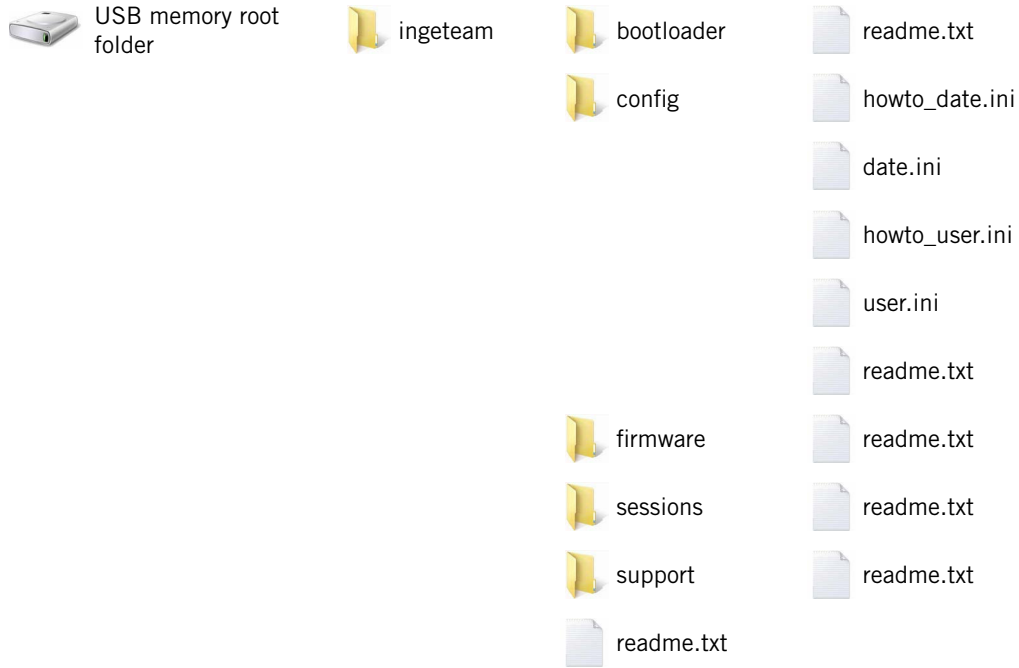 USB memory root
folder
ingeteam
bootloader
readme.txt
config
howto_date.ini
date.ini
howto_user.ini
user.ini
readme.txt
firmware
readme.txt
sessions
readme.txt
support
readme.txt
readme.txt